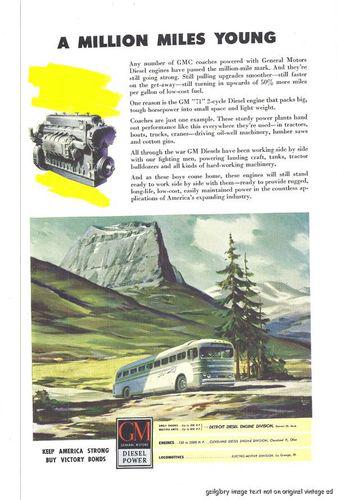 A MILLION MILES YOUNG
Any number of GMC coaches powered with General Motors
Diesel engines have passed the million-mile mark. They're
still going strong. Still pulling upgrades smoother—still faster
on the get-away—still turning in upwards of 50% more miles
per gallon of low-cost fuel.
One reason is the GM "71" 2-cycle Diesel engine that packs big,
tough horsepower into small space and light weight.
Coaches are just one example. These sturdy power plants hand
out performance like this everywhere they're used—in tractors,
boats, trucks, cranes—driving oil-well machinery, lumber saws
and cotton gins.
All through the war GM Diesels have been working side by side
with our fighting men, powering landing craft, tanks, tractor
bulldozers and all kinds of hard-working machinery.
And as these boys come home, these engines will still stand
ready to work side by side with them—ready to provide rugged,
long-life, low-cost, easily maintained power in the countless ap-
plications of America's expanding industry.
KEEP AMERICA STRONG
BUY VICTORY BONDS
GM
GENERAL MOTORS
DIESEL
POWER
DETROIT DIESEL ENGINE DIVISION,
ENGINES CLEVELAND DIESEL ENGINE DIVISION, Cleveland
LOCOMOTIVES ELECTRO-MOTIVE DIVISION, La Grange, Ill.
gallgbry image text not on original vintage ad